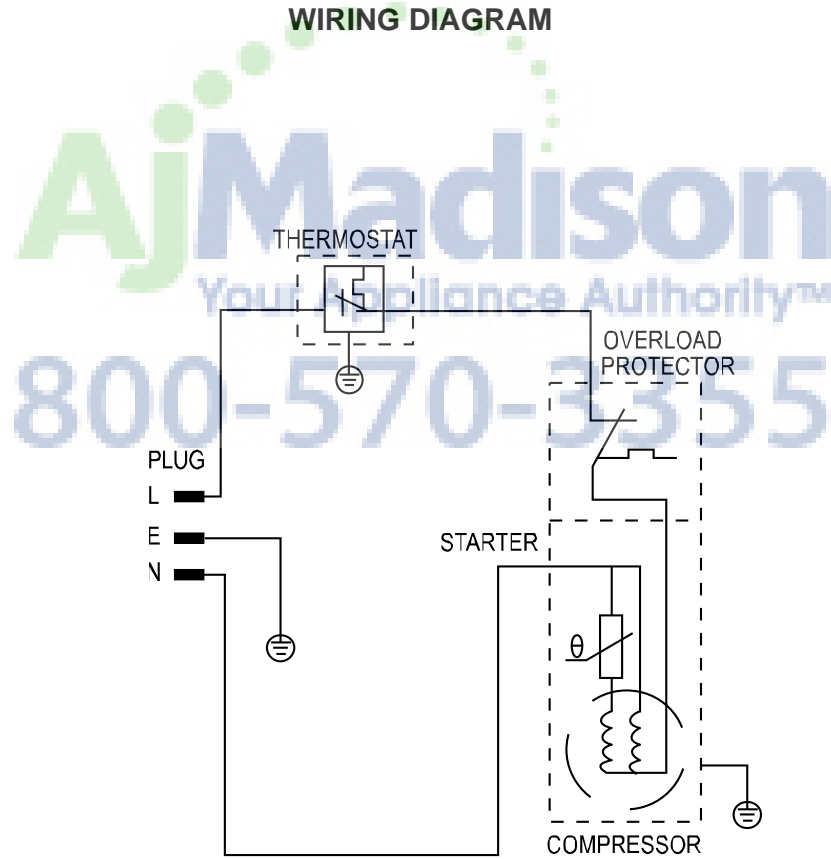 WIRING DIAGRAM
AjMadison
THERMOSTAT
Your Appliance Authority™
OVERLOAD
PROTECTOR
800-570-3355
PLUG
L
E
STARTER
N
θ
COMPRESSOR